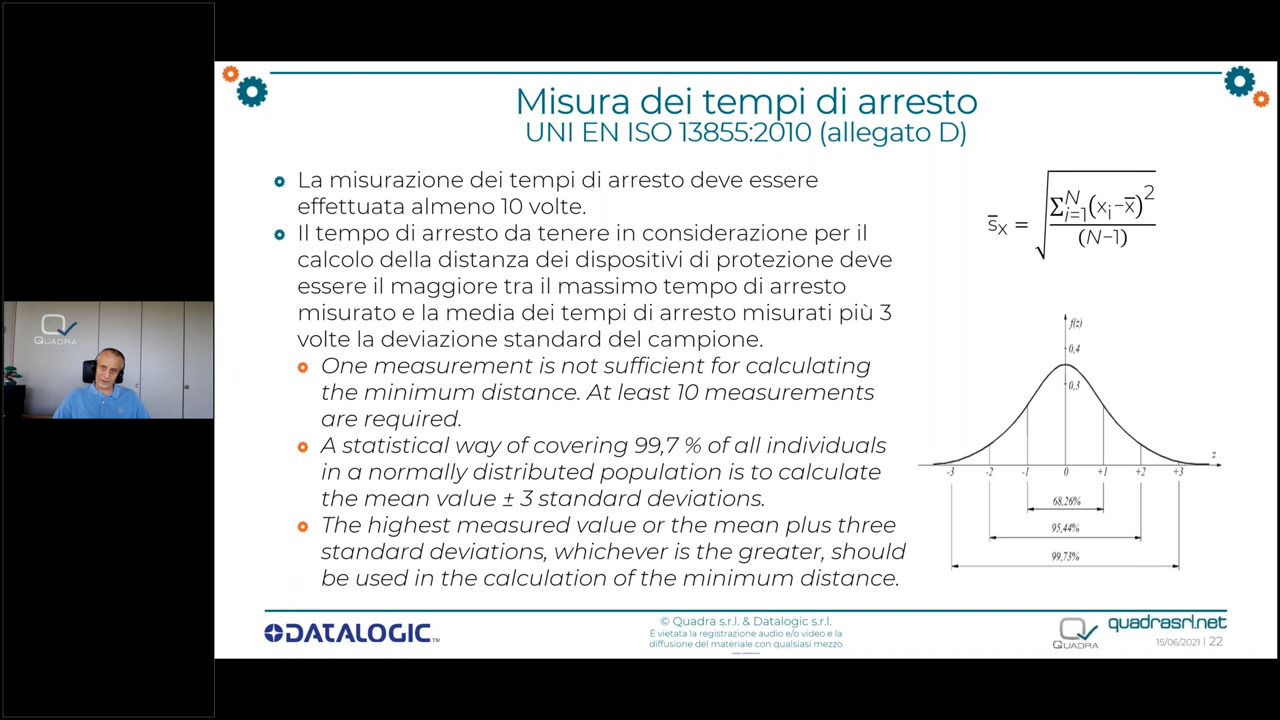 Misura dei tempi di arresto
UNI EN ISO 13855:2010 (allegato D)
La misurazione dei tempi di arresto deve essere
effettuata almeno 10 volte.
Il tempo di arresto da tenere in considerazione per il
calcolo della distanza dei dispositivi di protezione deve
essere il maggiore tra il massimo tempo di arresto
misurato e la media dei tempi di arresto misurati più 3
volte la deviazione standard del campione.
One measurement is not sufficient for calculating
the minimum distance. At least 10 measurements
are required.
A statistical way of covering 99,7 % of all individuals
in a normally distributed population is to calculate
the mean value ± 3 standard deviations.
The highest measured value or the mean plus three
standard deviations, whichever is the greater, should
be used in the calculation of the minimum distance.
s̅x = √(∑ᴺi=1(xi−x̅)² / (N−1))
f(z)
0,4
0,3
z
-3 -2 -1 0 +1 +2 +3
68,26%
95,44%
99,73%
QUADRA
DATALOGIC™
© Quadra s.r.l. & Datalogic s.r.l.
È vietata la registrazione audio e/o video e la
diffusione del materiale con qualsiasi mezzo
QUADRA
quadrasrl.net
15/06/2021 | 22